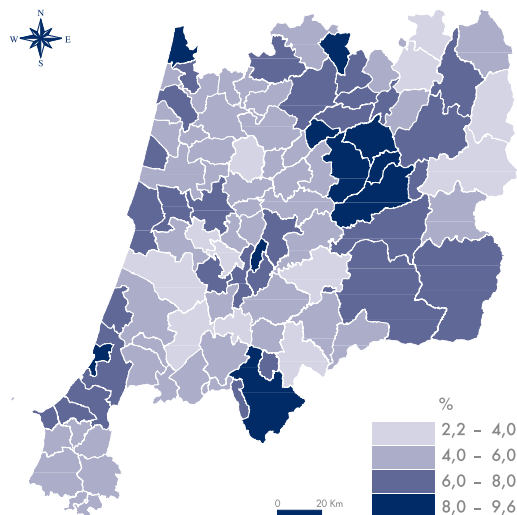 N
W E
S
%
2,2 – 4,0
4,0 – 6,0
6,0 – 8,0
8,0 – 9,6
0 20 Km